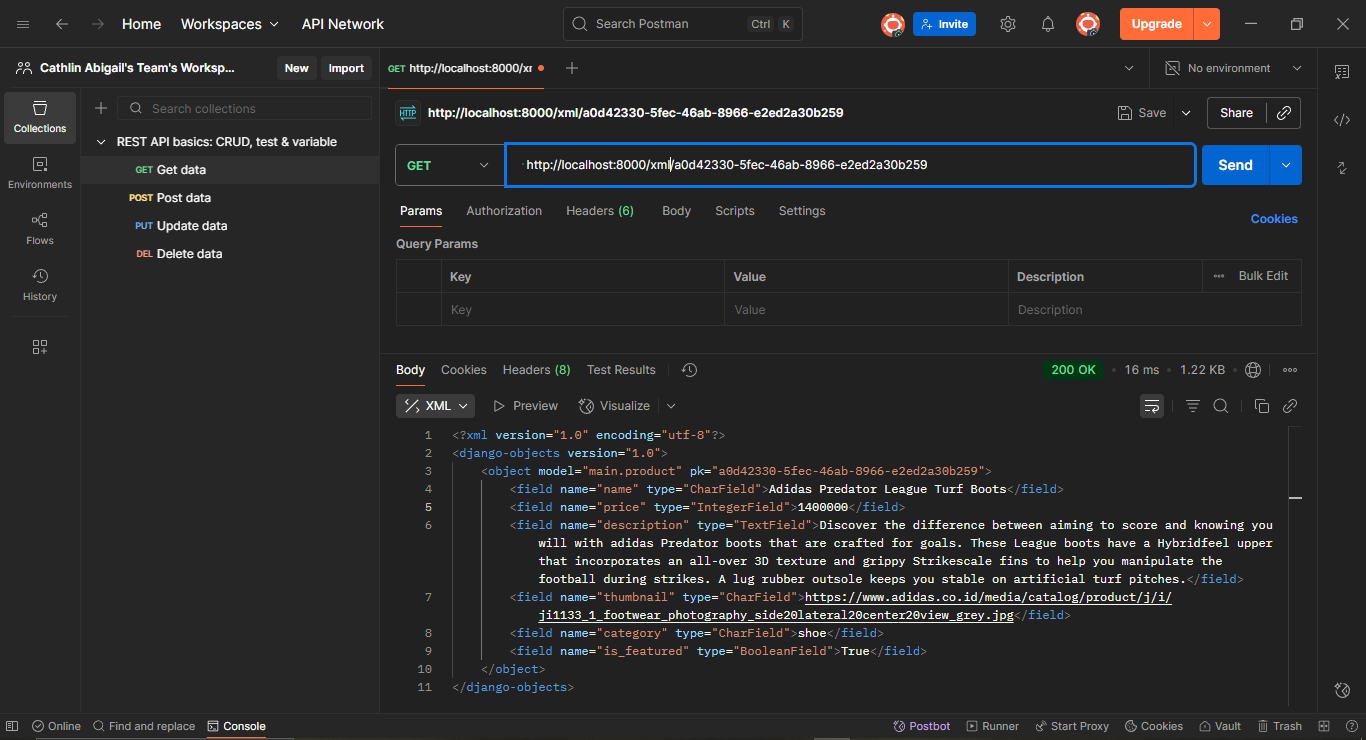 Home Workspaces API Network Search Postman Ctrl K Invite Upgrade
Cathlin Abigail's Team's Worksp... New Import GET http://localhost:8000/xr No environment
Search collections
http://localhost:8000/xml/a0d42330-5fec-46ab-8966-e2ed2a30b259 Save Share
Collections
REST API basics: CRUD, test & variable
GET Get data
POST Post data
PUT Update data
DEL Delete data
Environments
Flows
History
GET http://localhost:8000/xml/a0d42330-5fec-46ab-8966-e2ed2a30b259 Send
Params Authorization Headers (6) Body Scripts Settings Cookies
Query Params
Key Value Description Bulk Edit
Key Value Description
Body Cookies Headers (8) Test Results 200 OK 16 ms 1.22 KB
XML Preview Visualize
1 <?xml version="1.0" encoding="utf-8"?>
2 <django-objects version="1.0">
3 <object model="main.product" pk="a0d42330-5fec-46ab-8966-e2ed2a30b259">
4 <field name="name" type="CharField">Adidas Predator League Turf Boots</field>
5 <field name="price" type="IntegerField">1400000</field>
6 <field name="description" type="TextField">Discover the difference between aiming to score and knowing you
will with adidas Predator boots that are crafted for goals. These League boots have a Hybridfeel upper
that incorporates an all-over 3D texture and grippy Strikescale fins to help you manipulate the
football during strikes. A lug rubber outsole keeps you stable on artificial turf pitches.</field>
7 <field name="thumbnail" type="CharField">https://www.adidas.co.id/media/catalog/product/j/i/
ji1133_1_footwear_photography_side20lateral20center20view_grey.jpg</field>
8 <field name="category" type="CharField">shoe</field>
9 <field name="is_featured" type="BooleanField">True</field>
10 </object>
11 </django-objects>
Online Find and replace Console Postbot Runner Start Proxy Cookies Vault Trash